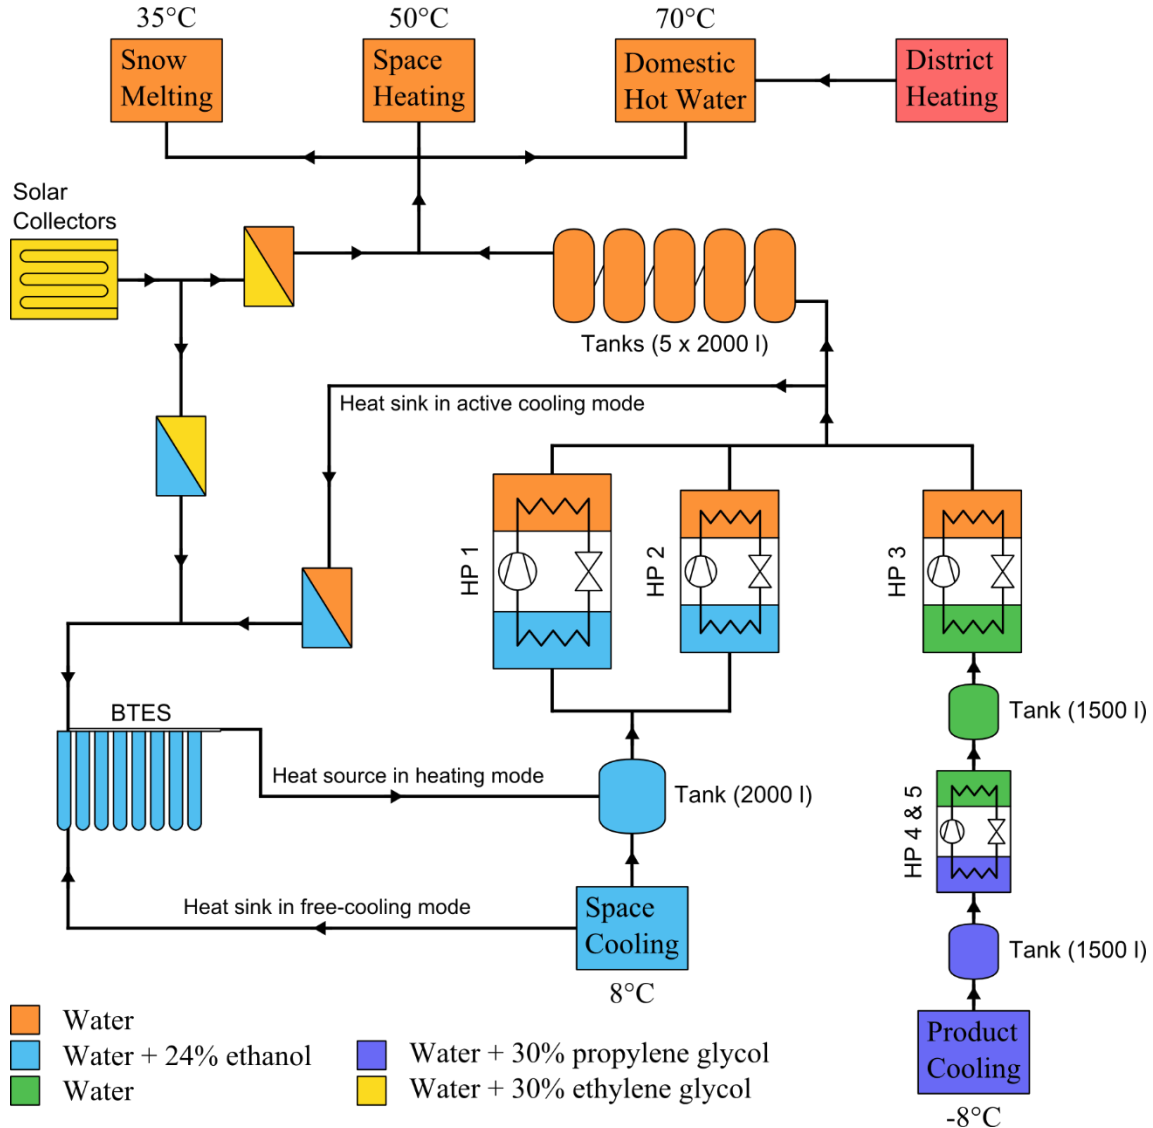 35°C
50°C
70°C
Snow
Melting
Space
Heating
Domestic
Hot Water
District
Heating
Solar
Collectors
Tanks (5 x 2000 l)
Heat sink in active cooling mode
HP 1
HP 2
HP 3
BTES
Tank (1500 l)
Heat source in heating mode
Tank (2000 l)
HP 4 & 5
Heat sink in free-cooling mode
Space
Cooling
8°C
Tank (1500 l)
Product
Cooling
-8°C
Water
Water + 24% ethanol
Water
Water + 30% propylene glycol
Water + 30% ethylene glycol